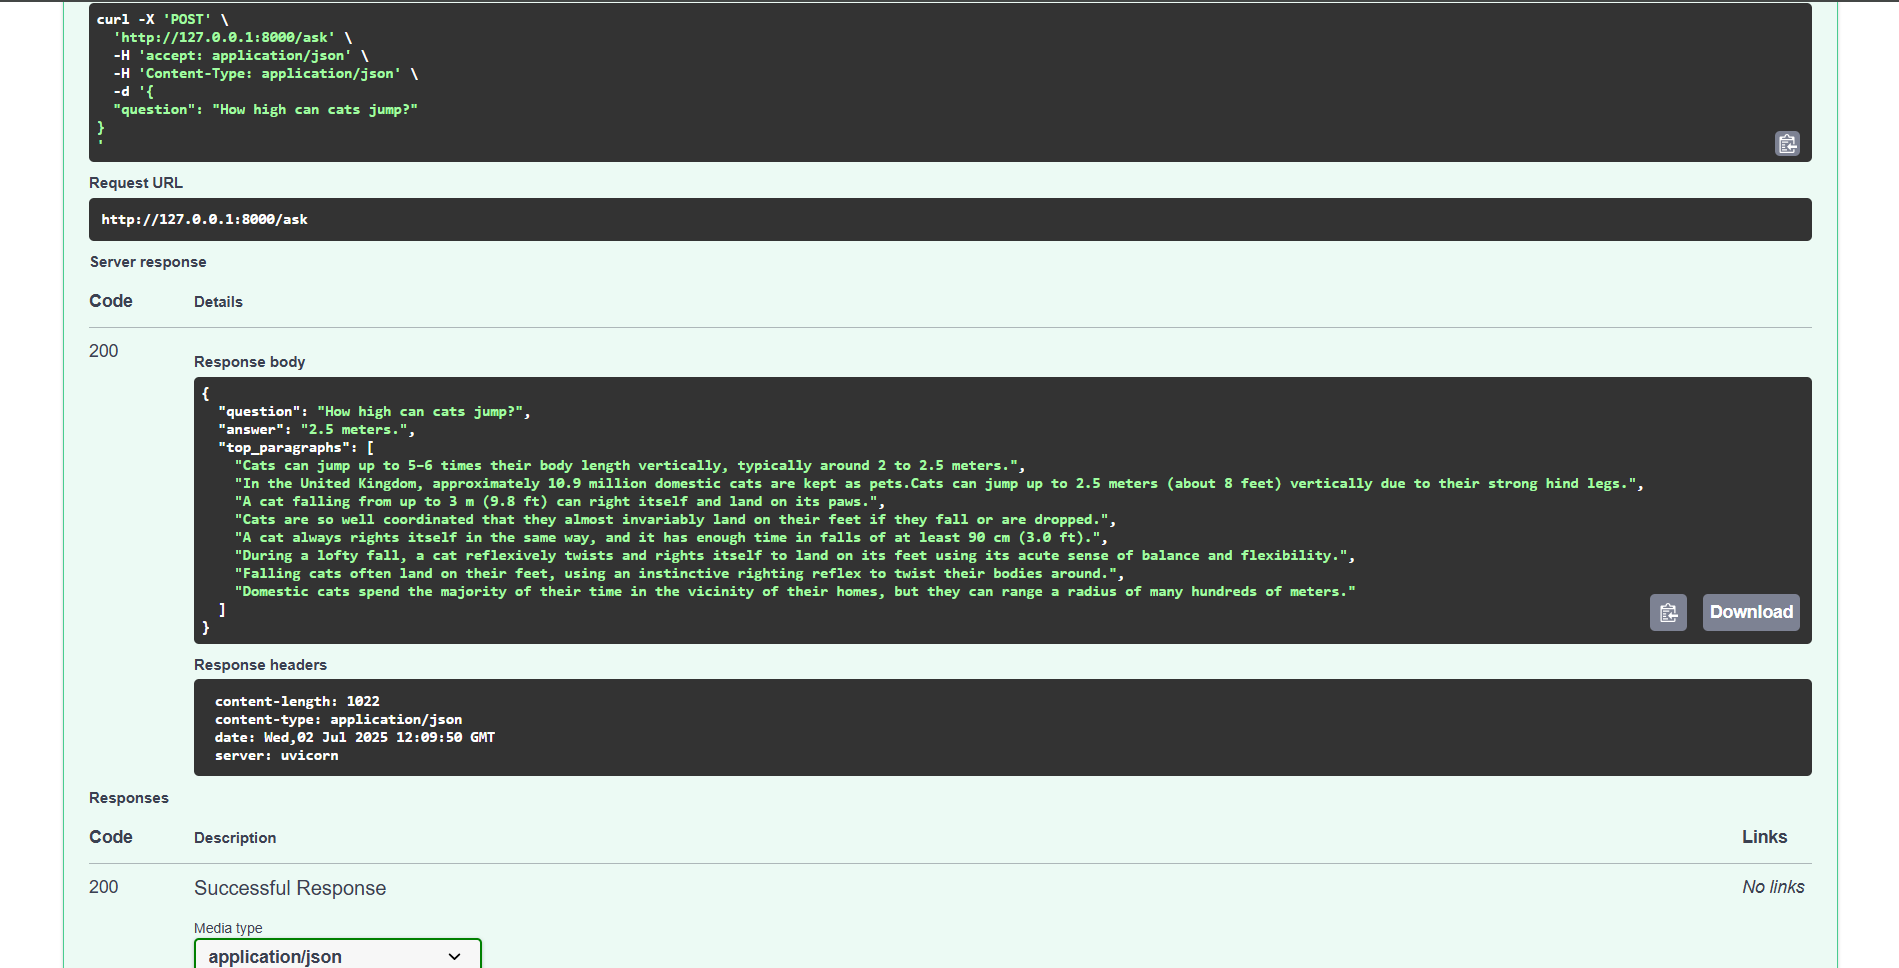 curl -X 'POST' \
  'http://127.0.0.1:8000/ask' \
  -H 'accept: application/json' \
  -H 'Content-Type: application/json' \
  -d '{
  "question": "How high can cats jump?"
}
'
Request URL
http://127.0.0.1:8000/ask
Server response
Code Details
200
Response body
{
  "question": "How high can cats jump?",
  "answer": "2.5 meters.",
  "top_paragraphs": [
    "Cats can jump up to 5–6 times their body length vertically, typically around 2 to 2.5 meters.",
    "In the United Kingdom, approximately 10.9 million domestic cats are kept as pets.Cats can jump up to 2.5 meters (about 8 feet) vertically due to their strong hind legs.",
    "A cat falling from up to 3 m (9.8 ft) can right itself and land on its paws.",
    "Cats are so well coordinated that they almost invariably land on their feet if they fall or are dropped.",
    "A cat always rights itself in the same way, and it has enough time in falls of at least 90 cm (3.0 ft).",
    "During a lofty fall, a cat reflexively twists and rights itself to land on its feet using its acute sense of balance and flexibility.",
    "Falling cats often land on their feet, using an instinctive righting reflex to twist their bodies around.",
    "Domestic cats spend the majority of their time in the vicinity of their homes, but they can range a radius of many hundreds of meters."
  ]
}
Download
Response headers
content-length: 1022
content-type: application/json
date: Wed,02 Jul 2025 12:09:50 GMT
server: uvicorn
Responses
Code Description Links
200 Successful Response No links
Media type
application/json